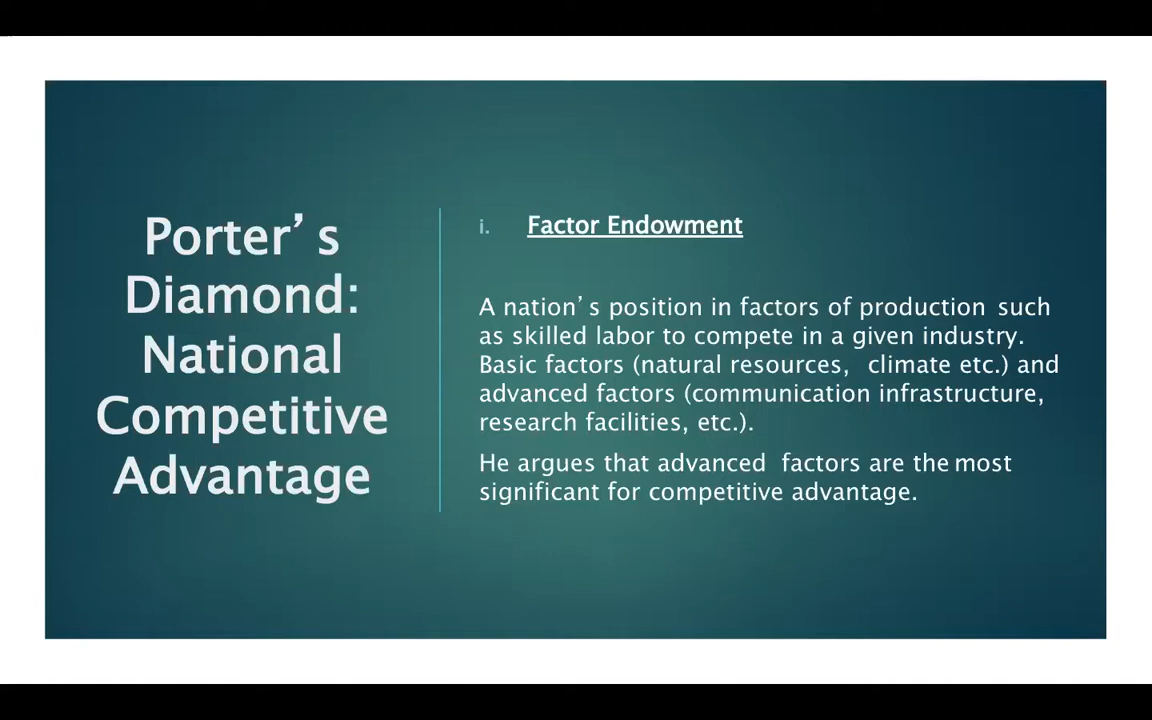 Porter’s
Diamond:
National
Competitive
Advantage
i. Factor Endowment
A nation’s position in factors of production such
as skilled labor to compete in a given industry.
Basic factors (natural resources, climate etc.) and
advanced factors (communication infrastructure,
research facilities, etc.).
He argues that advanced factors are the most
significant for competitive advantage.